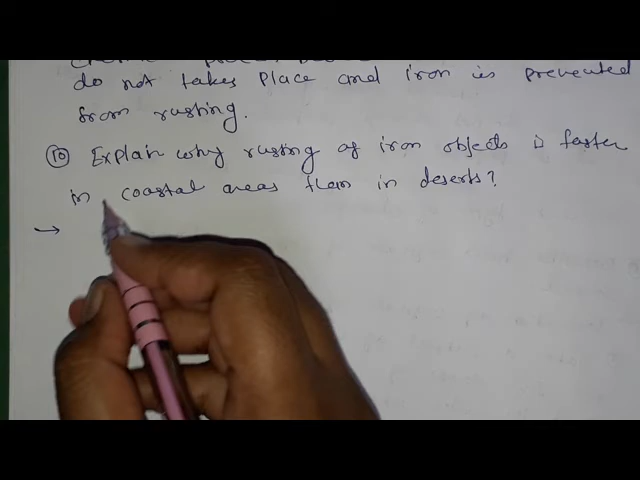 do not takes place and iron is prevented
from rusting.
10 Explain why rusting of iron objects is faster
in coastal areas than in deserts?
→